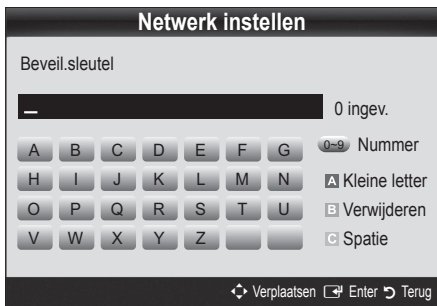 Netwerk instellen
Beveil.sleutel
_ 0 ingev.
A B C D E F G 0~9 Nummer
H I J K L M N A Kleine letter
O P Q R S T U B Verwijderen
V W X Y Z C Spatie
Verplaatsen Enter Terug